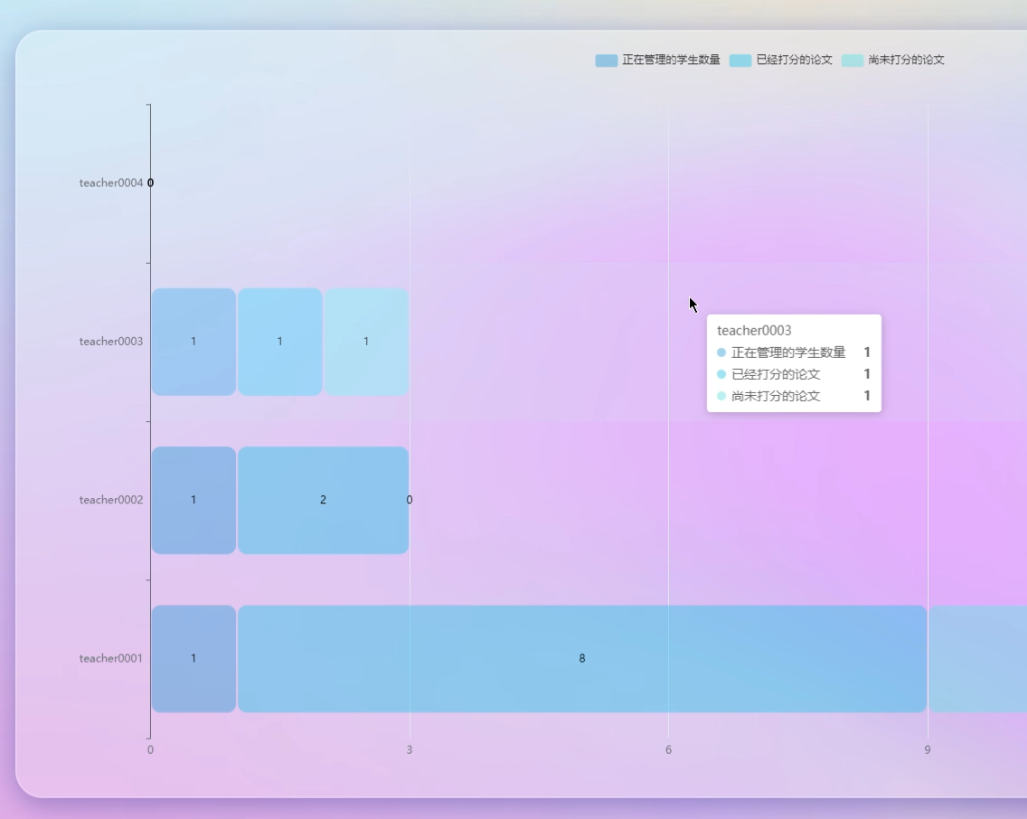 正在管理的学生数量 已经打分的论文 尚未打分的论文
teacher0004 0
teacher0003 1 1 1
teacher0003
正在管理的学生数量 1
已经打分的论文 1
尚未打分的论文 1
teacher0002 1 2 0
teacher0001 1 8
0 3 6 9